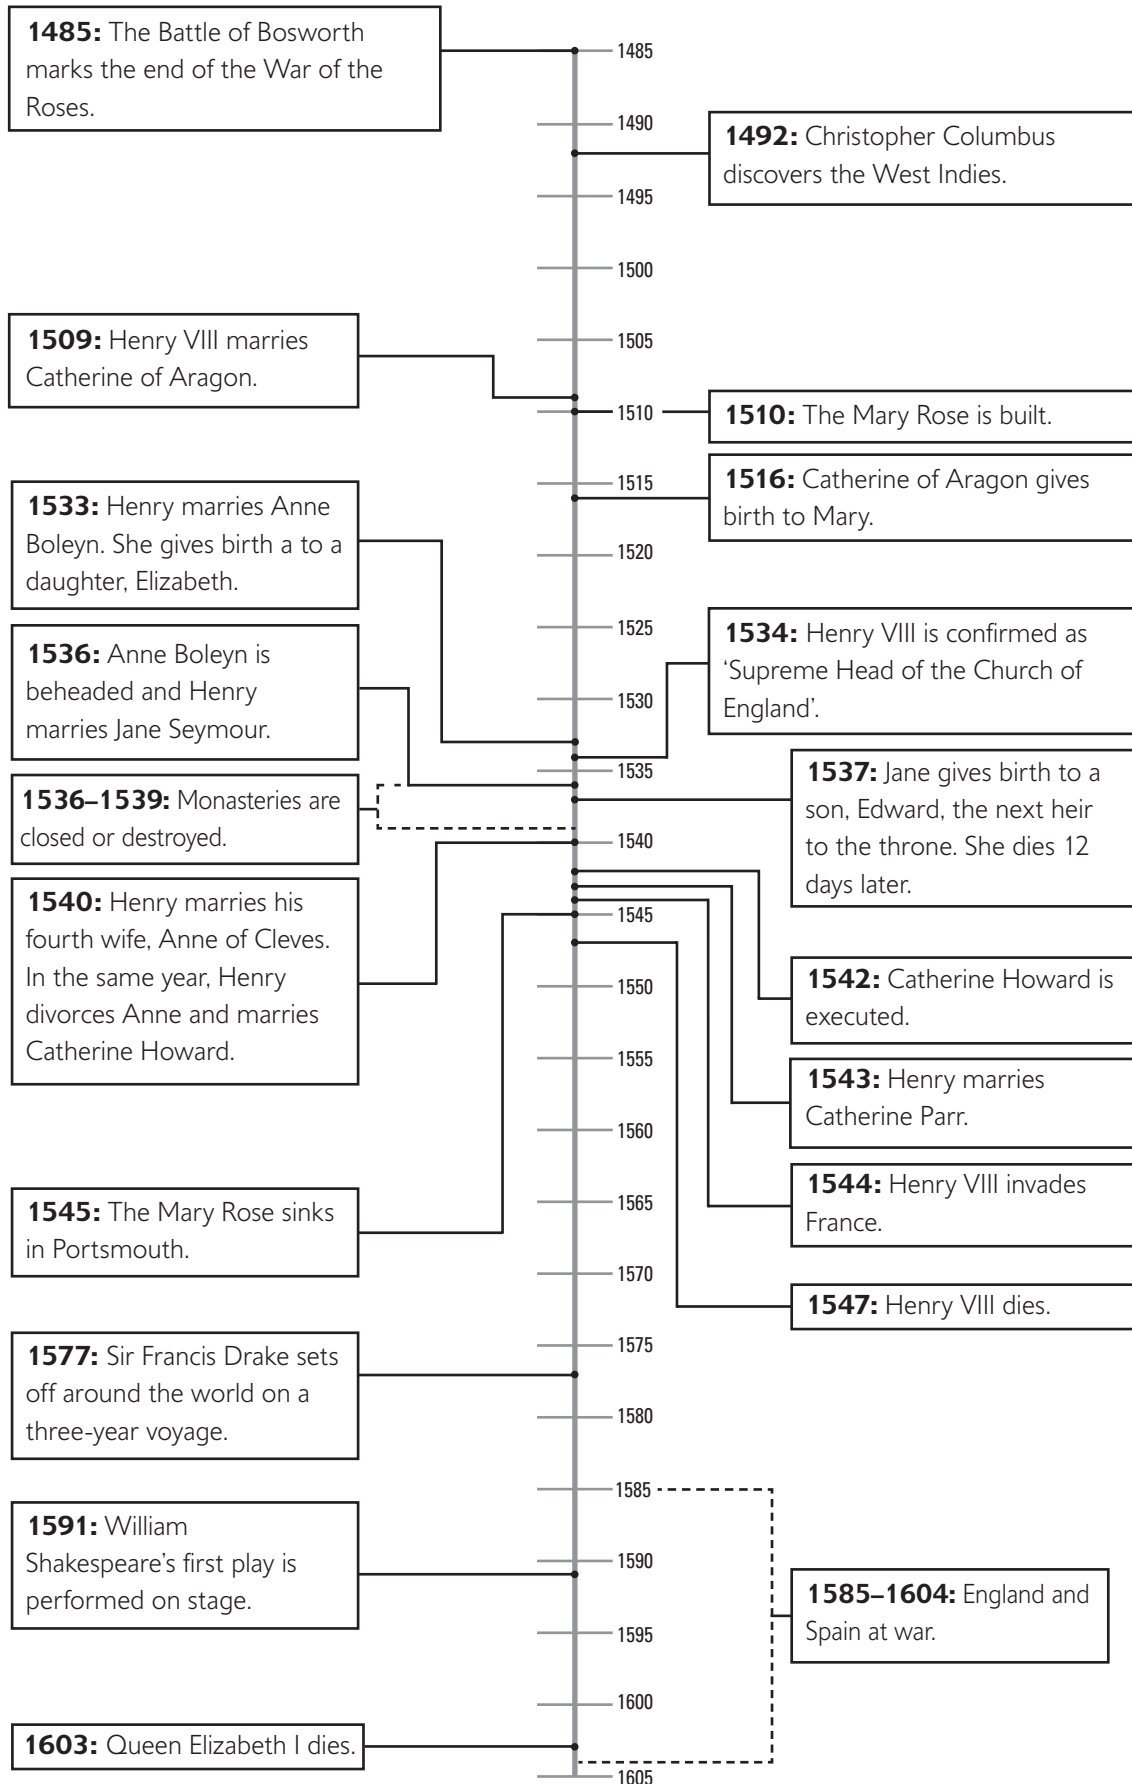 1485: The Battle of Bosworth
marks the end of the War of the
Roses.
1485
1490
1492: Christopher Columbus
discovers the West Indies.
1495
1500
1509: Henry VIII marries
Catherine of Aragon.
1505
1510
1510: The Mary Rose is built.
1515
1516: Catherine of Aragon gives
birth to Mary.
1533: Henry marries Anne
Boleyn. She gives birth a to a
daughter, Elizabeth.
1520
1525
1534: Henry VIII is confirmed as
‘Supreme Head of the Church of
England’.
1536: Anne Boleyn is
beheaded and Henry
marries Jane Seymour.
1530
1535
1537: Jane gives birth to a
son, Edward, the next heir
to the throne. She dies 12
days later.
1536–1539: Monasteries are
closed or destroyed.
1540
1540: Henry marries his
fourth wife, Anne of Cleves.
In the same year, Henry
divorces Anne and marries
Catherine Howard.
1545
1542: Catherine Howard is
executed.
1550
1555
1543: Henry marries
Catherine Parr.
1560
1544: Henry VIII invades
France.
1545: The Mary Rose sinks
in Portsmouth.
1565
1570
1547: Henry VIII dies.
1577: Sir Francis Drake sets
off around the world on a
three-year voyage.
1575
1580
1585
1591: William
Shakespeare’s first play is
performed on stage.
1590
1585–1604: England and
Spain at war.
1595
1600
1603: Queen Elizabeth I dies.
1605